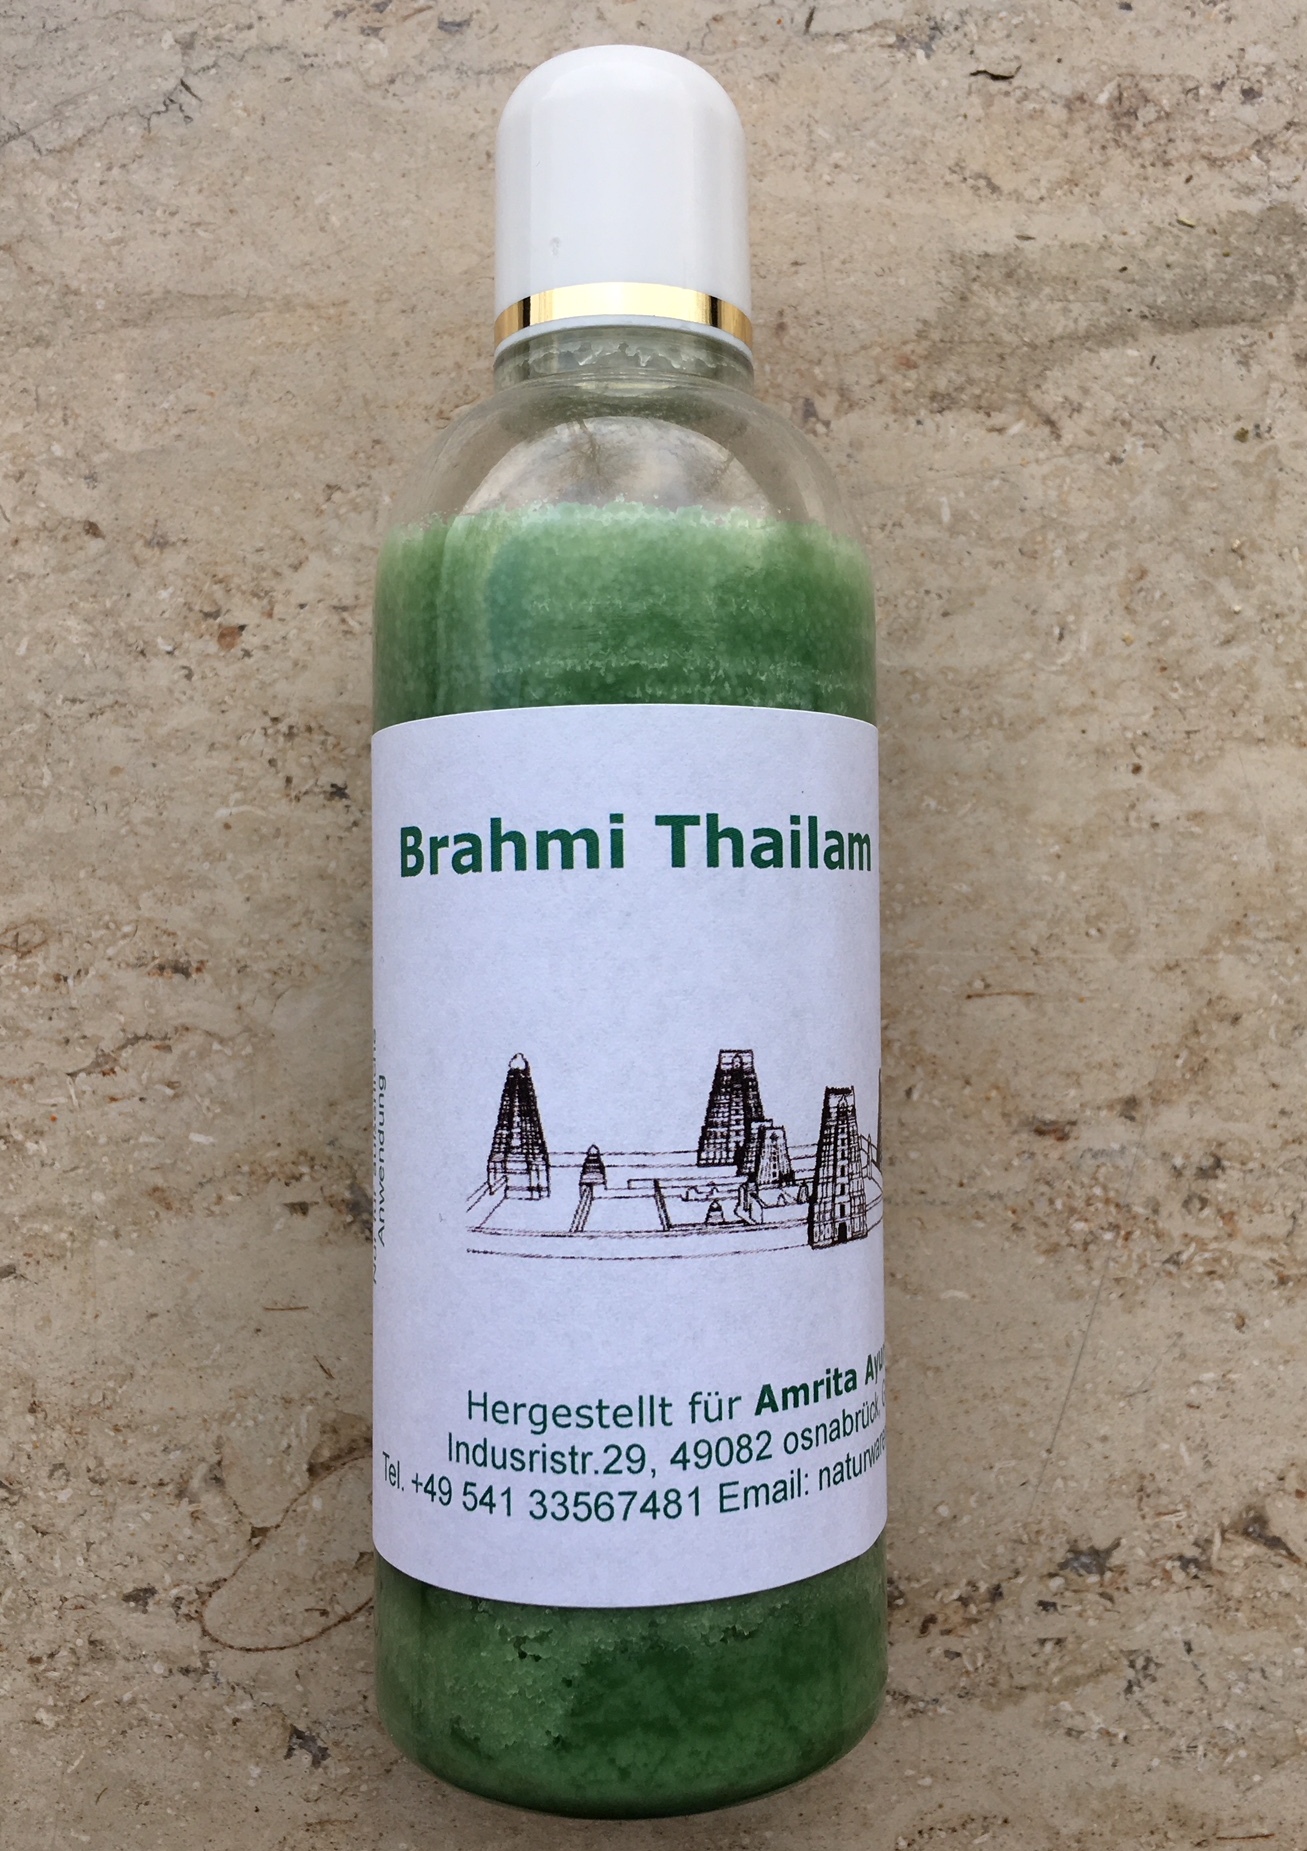 Brahmi Thailam
Anwendung
Hergestellt für Amrita
Indusristr.29, 49082 osnabrück,
Tel. +49 541 33567481 Email: